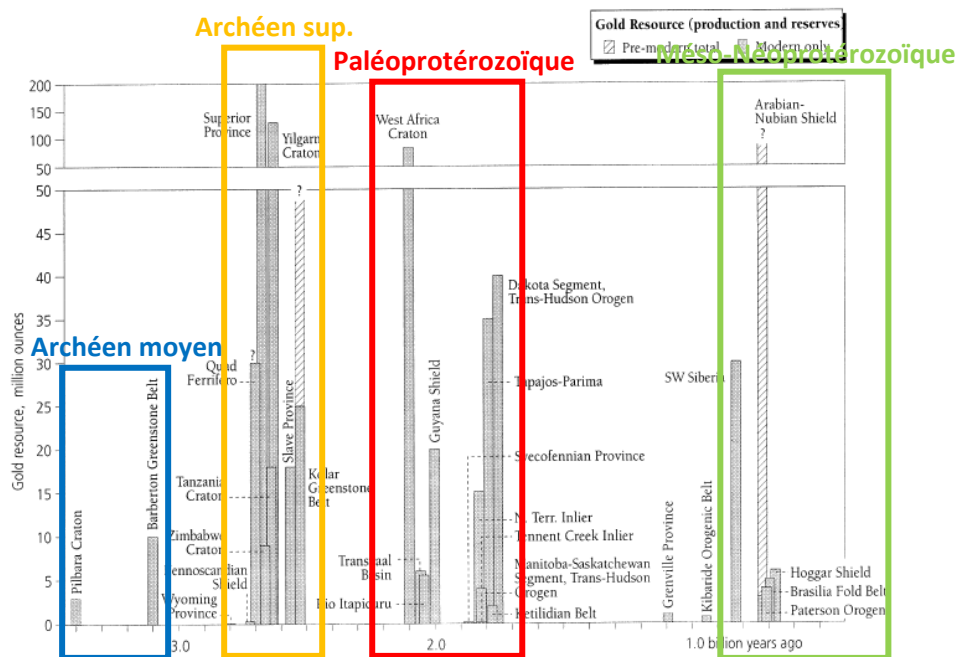 Archéen sup.
Gold Resource (production and reserves)
Pre-modern total
Modern only
Paléoprotérozoïque
Méso-Néoprotérozoïque
200
150
100
50
Superior
Province
Yilgarn
Craton
West Africa
Craton
Arabian-
Nubian Shield
?
50
45
40
35
30
25
20
15
10
5
0
Gold resource, million ounces
?
Dakota Segment,
Trans-Hudson Orogen
Archéen moyen
?
Quad
Ferrifero
Tapajos-Parima
SW Siberia
Pilbara Craton
Barberton Greenstone Belt
Slave Province
Guyana Shield
Svecofennian Province
Tanzania
Craton
Kolar
Greenstone
Belt
N. Terr. Inlier
Tennent Creek Inlier
Zimbabwe
Craton
Fennoscandian
Shield
Transvaal
Basin
Manitoba-Saskatchewan
Segment, Trans-Hudson
Orogen
Grenville Province
Kibaride Orogenic Belt
Hoggar Shield
Brasilia Fold Belt
Paterson Orogen
Wyoming
Province
Rio Itapicuru
Ketilidian Belt
3.0
2.0
1.0 billion years ago